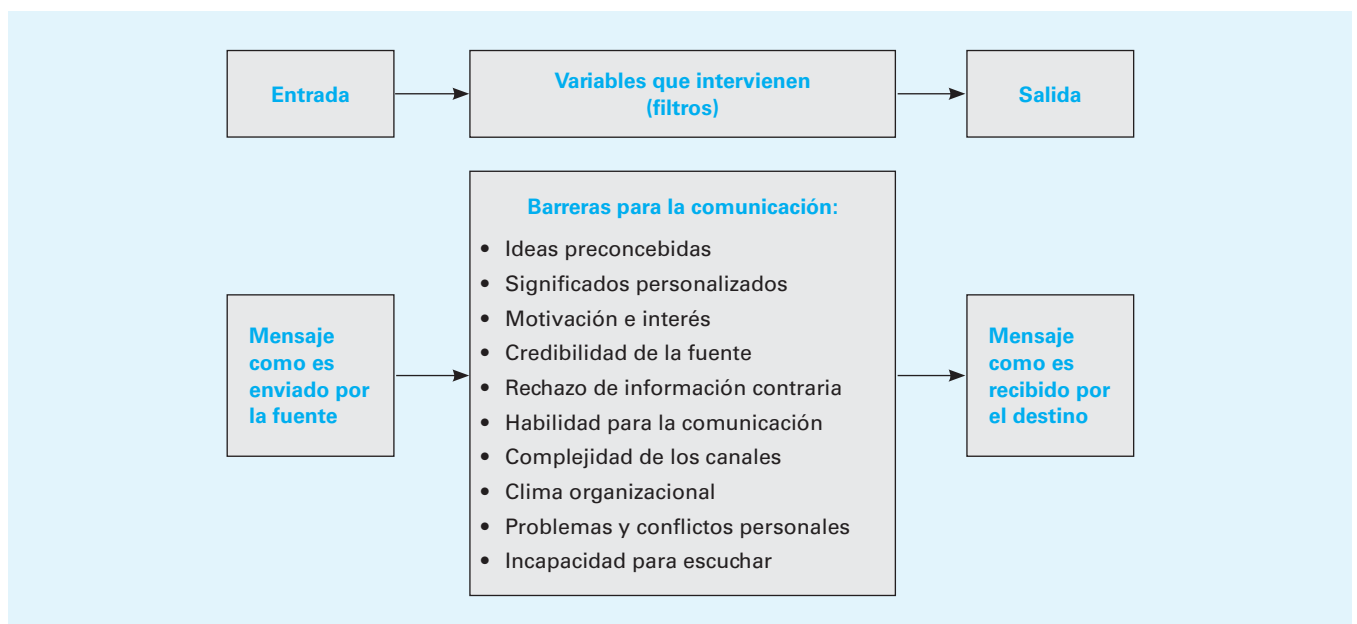 Entrada
Variables que intervienen
(filtros)
Salida
Mensaje
como es
enviado por
la fuente
Barreras para la comunicación:
• Ideas preconcebidas
• Significados personalizados
• Motivación e interés
• Credibilidad de la fuente
• Rechazo de información contraria
• Habilidad para la comunicación
• Complejidad de los canales
• Clima organizacional
• Problemas y conflictos personales
• Incapacidad para escuchar
Mensaje
como es
recibido por
el destino